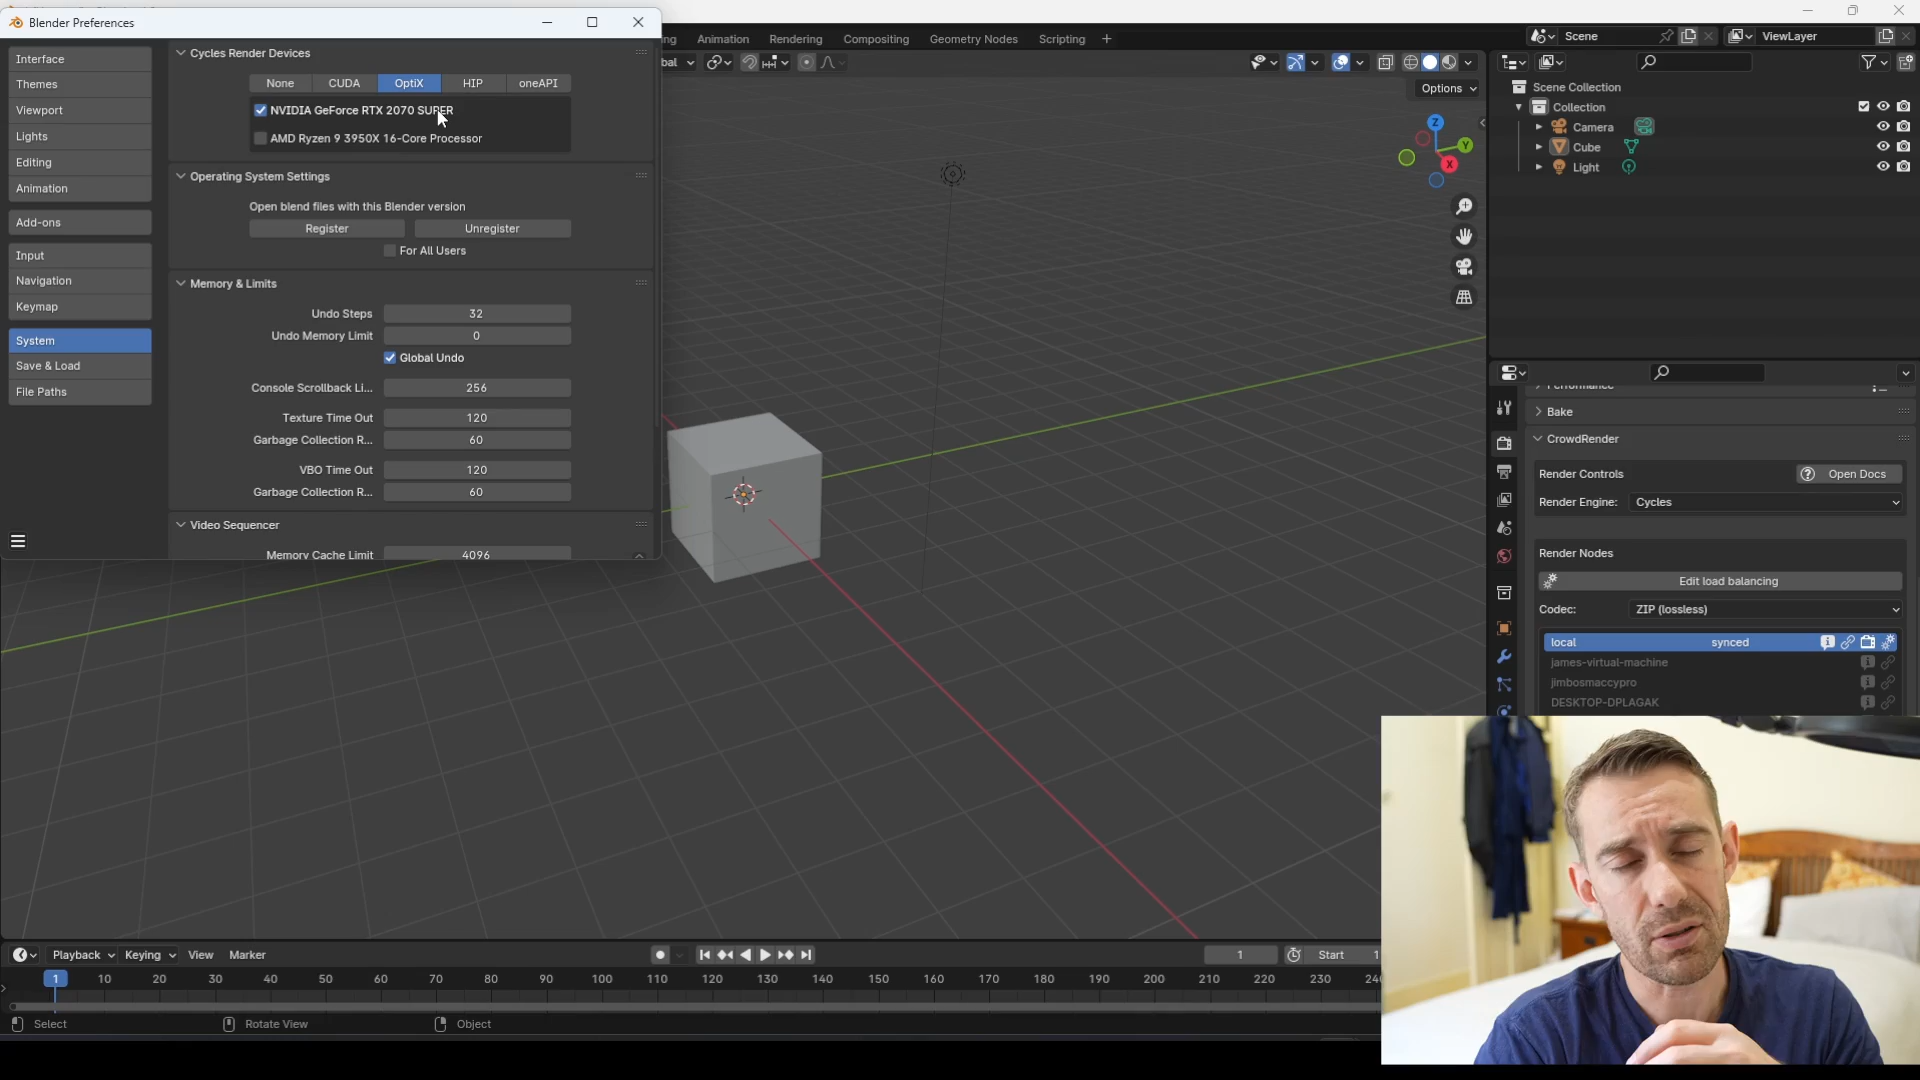 Blender Preferences
Interface
Themes
Viewport
Lights
Editing
Animation
Add-ons
Input
Navigation
Keymap
System
Save & Load
File Paths
Cycles Render Devices
None CUDA OptiX HIP oneAPI
NVIDIA GeForce RTX 2070 SUPER
AMD Ryzen 9 3950X 16-Core Processor
Operating System Settings
Open blend files with this Blender version
Register Unregister
For All Users
Memory & Limits
Undo Steps 32
Undo Memory Limit 0
Global Undo
Console Scrollback Li... 256
Texture Time Out 120
Garbage Collection R... 60
VBO Time Out 120
Garbage Collection R... 60
Video Sequencer
Memory Cache Limit 4096
Animation Rendering Compositing Geometry Nodes Scripting
Scene ViewLayer
Options
Z
Y
X
Scene Collection
Collection
Camera
Cube
Light
Bake
CrowdRender
Render Controls Open Docs
Render Engine: Cycles
Render Nodes
Edit load balancing
Codec: ZIP (lossless)
local synced
james-virtual-machine
jimbosmaccypro
DESKTOP-DPLAGAK
Playback Keying View Marker
1 Start 1
1 10 20 30 40 50 60 70 80 90 100 110 120 130 140 150 160 170 180 190 200 210 220 230
Select Rotate View Object